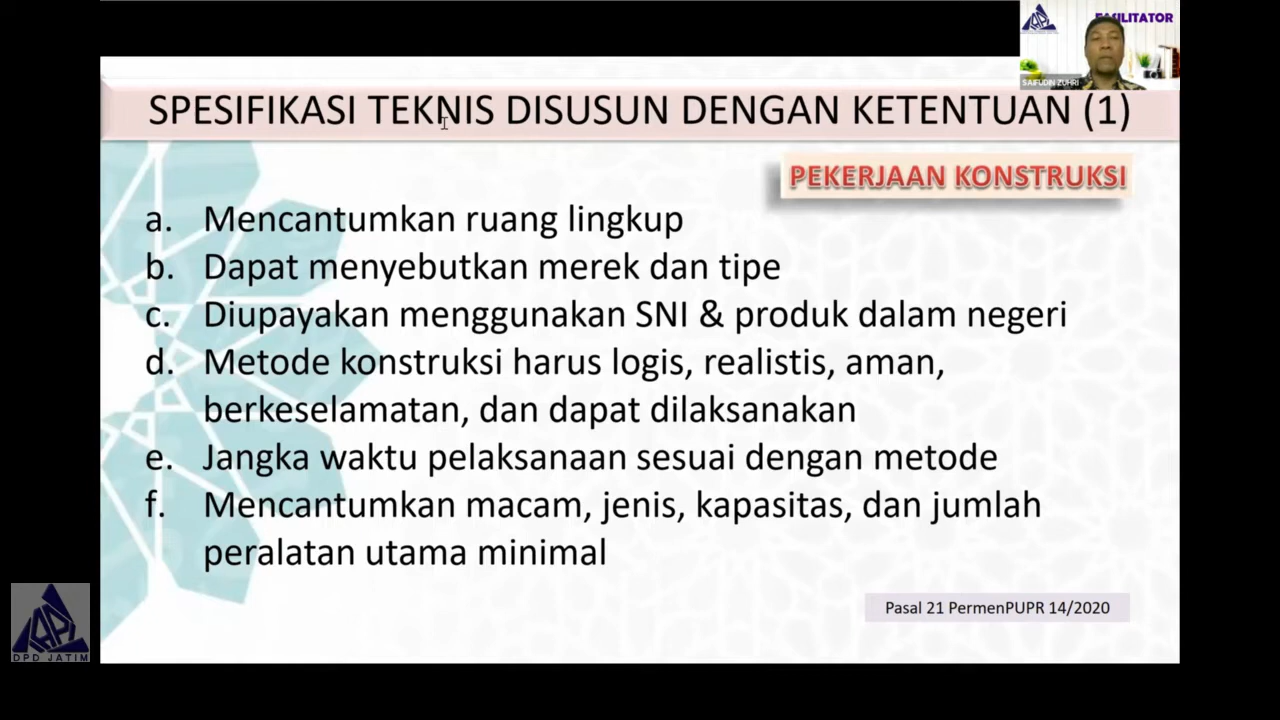 FASILITATOR
SAIFUDIN ZUHRI
SPESIFIKASI TEKNIS DISUSUN DENGAN KETENTUAN (1)
PEKERJAAN KONSTRUKSI
a. Mencantumkan ruang lingkup
b. Dapat menyebutkan merek dan tipe
c. Diupayakan menggunakan SNI & produk dalam negeri
d. Metode konstruksi harus logis, realistis, aman,
berkeselamatan, dan dapat dilaksanakan
e. Jangka waktu pelaksanaan sesuai dengan metode
f. Mencantumkan macam, jenis, kapasitas, dan jumlah
peralatan utama minimal
Pasal 21 PermenPUPR 14/2020
DPD JATIM